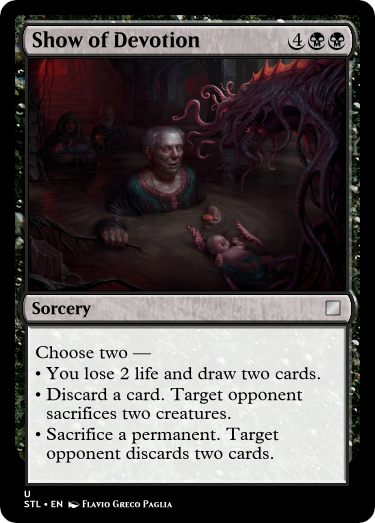 Show of Devotion 4
Sorcery
Choose two —
• You lose 2 life and draw two cards.
• Discard a card. Target opponent
sacrifices two creatures.
• Sacrifice a permanent. Target
opponent discards two cards.
U
STL • EN Flavio Greco Paglia